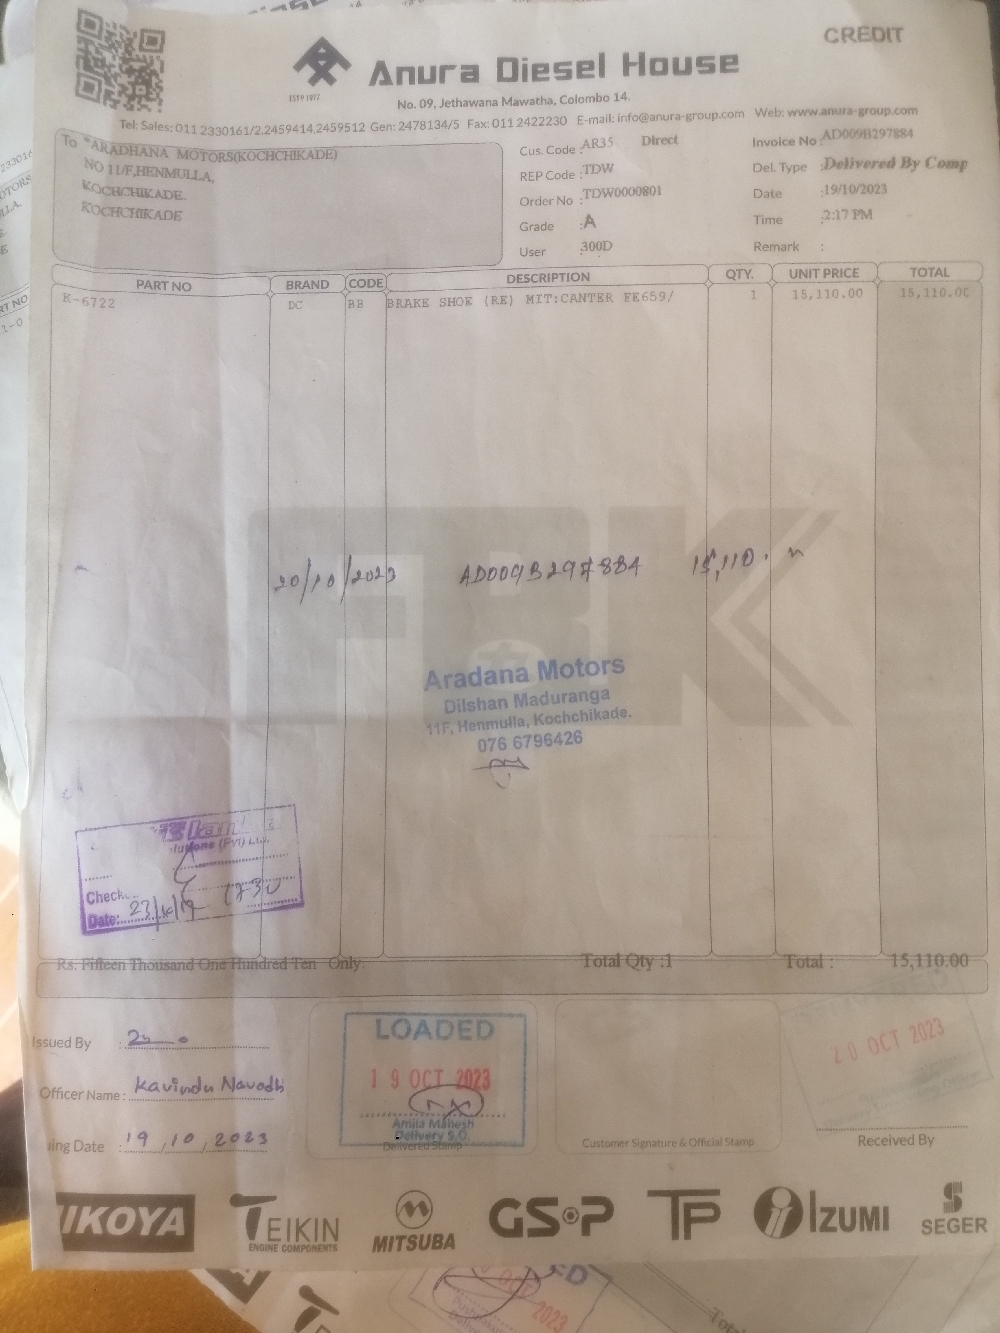 CREDIT
Anura Diesel House
ESTD 1977
No. 09, Jethawana Mawatha, Colombo 14.
Tel: Sales: 011 2330161/2,2459414,2459512 Gen: 2478134/5 Fax: 011 2422230 E-mail: info@anura-group.com Web: www.anura-group.com
To *ARADHANA MOTORS(KOCHCHIKADE)
NO 11/F,HENMULLA,
KOCHCHIKADE.
KOCHCHIKADE
Cus. Code : AR35 Direct
REP Code : TDW
Order No : TDW0000801
Grade : A
User 300D
Invoice No : AD009B297884
Del. Type : Delivered By Comp
Date : 19/10/2023
Time : 2:17 PM
Remark :
PART NO BRAND CODE DESCRIPTION QTY. UNIT PRICE TOTAL
K-6722 DC BB BRAKE SHOE (RE) MIT:CANTER FE659/ 1 15,110.00 15,110.00
FBK
20/10/2023 AD009B297884 15,110.
Aradana Motors
Dilshan Maduranga
11F, Henmulla, Kochchikade.
076 6796426
(Pvt) Ltd.
Check
Date:
Rs. Fifteen Thousand One Hundred Ten Only Total Qty :1 Total : 15,110.00
Issued By :
Officer Name : Kavindu Navodh
ing Date : 19,10,2023
LOADED
19 OCT 2023
Amila Mahesh
Delivery S.O.
Delivered Stamp
Customer Signature & Official Stamp
20 OCT 2023
Received By
IKOYA
TEIKIN
ENGINE COMPONENTS
MITSUBA
GSP
TP
IZUMI
SEGER
2023